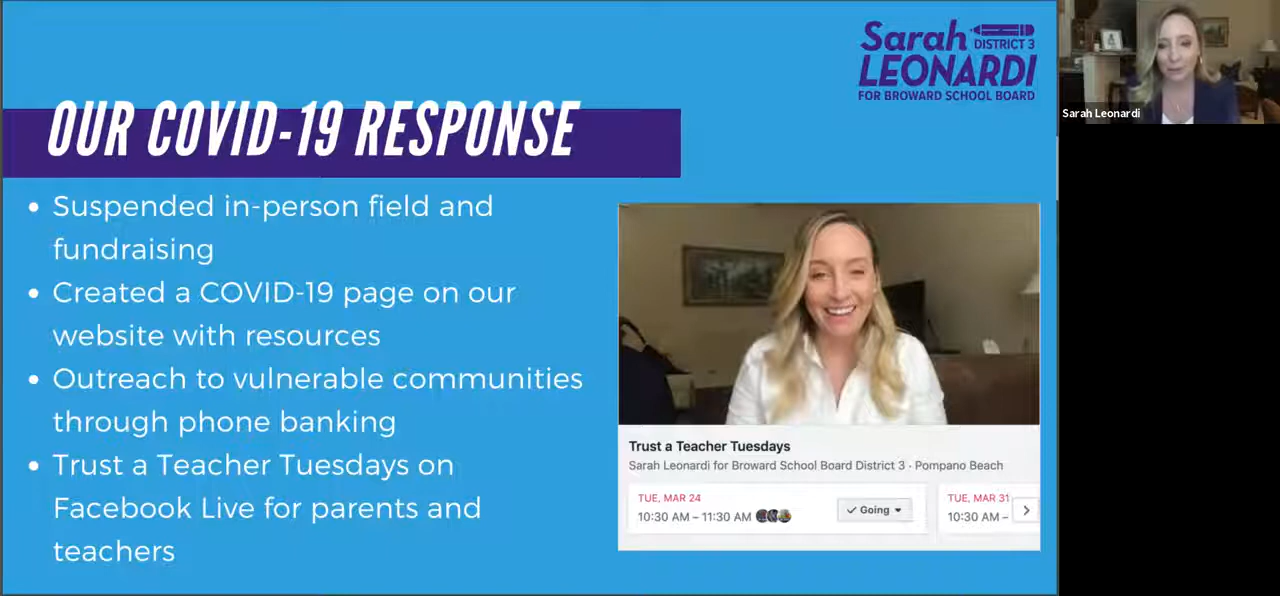 Sarah
DISTRICT 3
LEONARDI
FOR BROWARD SCHOOL BOARD
Sarah Leonardi
OUR COVID-19 RESPONSE
• Suspended in-person field and
fundraising
• Created a COVID-19 page on our
website with resources
• Outreach to vulnerable communities
through phone banking
• Trust a Teacher Tuesdays on
Facebook Live for parents and
teachers
Trust a Teacher Tuesdays
Sarah Leonardi for Broward School Board District 3 · Pompano Beach
TUE, MAR 24
10:30 AM – 11:30 AM
✓ Going
TUE, MAR 31
10:30 AM –